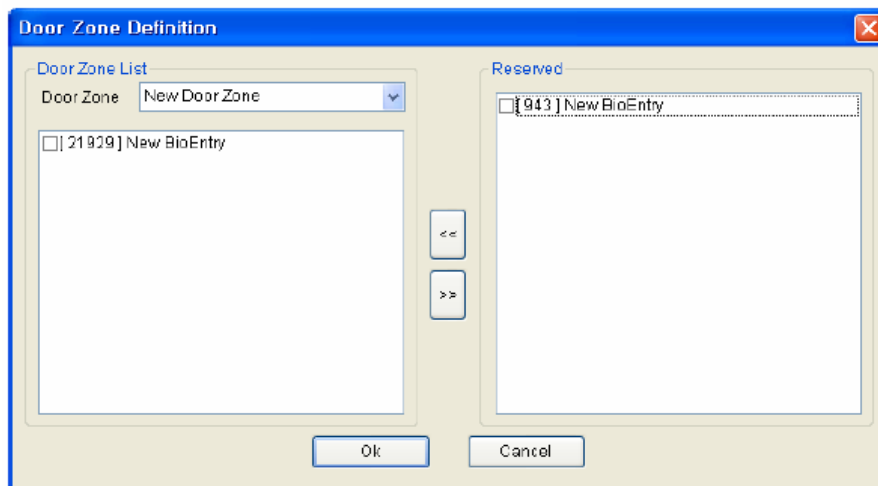 Door Zone Definition
Door Zone List
Door Zone New Door Zone
[ 21929 ] New BioEntry
<<
>>
Reserved
[ 943 ] New BioEntry
Ok
Cancel